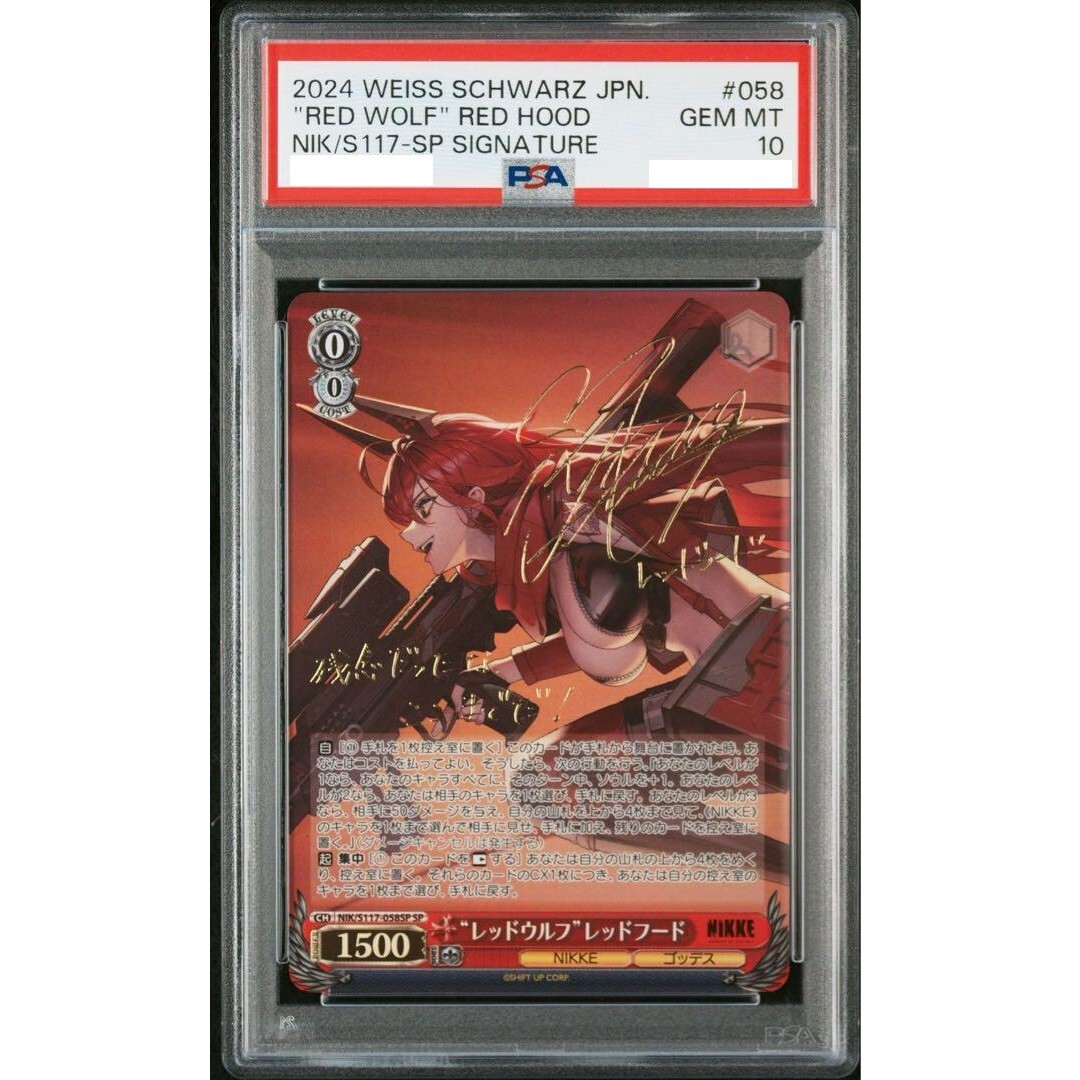 2024 WEISS SCHWARZ JPN. #058
"RED WOLF" RED HOOD GEM MT
NIK/S117-SP SIGNATURE 10
PSA
LEVEL
0
0
COST
レッドフード
残念だったな、
自 [① 手札を1枚控え室に置く] このカードが手札から舞台に置かれた時、あ
なたはコストを払ってよい。そうしたら、次の行動を行う。『あなたのレベルが
1なら、あなたのキャラすべてに、そのターン中、ソウルを+1。あなたのレベ
ルが2なら、あなたは相手のキャラを1枚選び、手札に戻す。あなたのレベルが3
なら、相手に50ダメージを与え、自分の山札を上から4枚まで見て、《NIKKE》
のキャラを1枚まで選んで相手に見せ、手札に加え、残りのカードを控え室に
置く。』(ダメージキャンセルは発生する)
起 集中 [① このカードをする] あなたは自分の山札の上から4枚をめく
り、控え室に置く。それらのカードのCX1枚につき、あなたは自分の控え室の
キャラを1枚まで選び、手札に戻す。
CH NIK/S117-058SP SP
"レッドウルフ"レッドフード NIKKE
POWER 1500 SOUL
NIKKE ゴッデス
©SHIFT UP CORP.
PSA